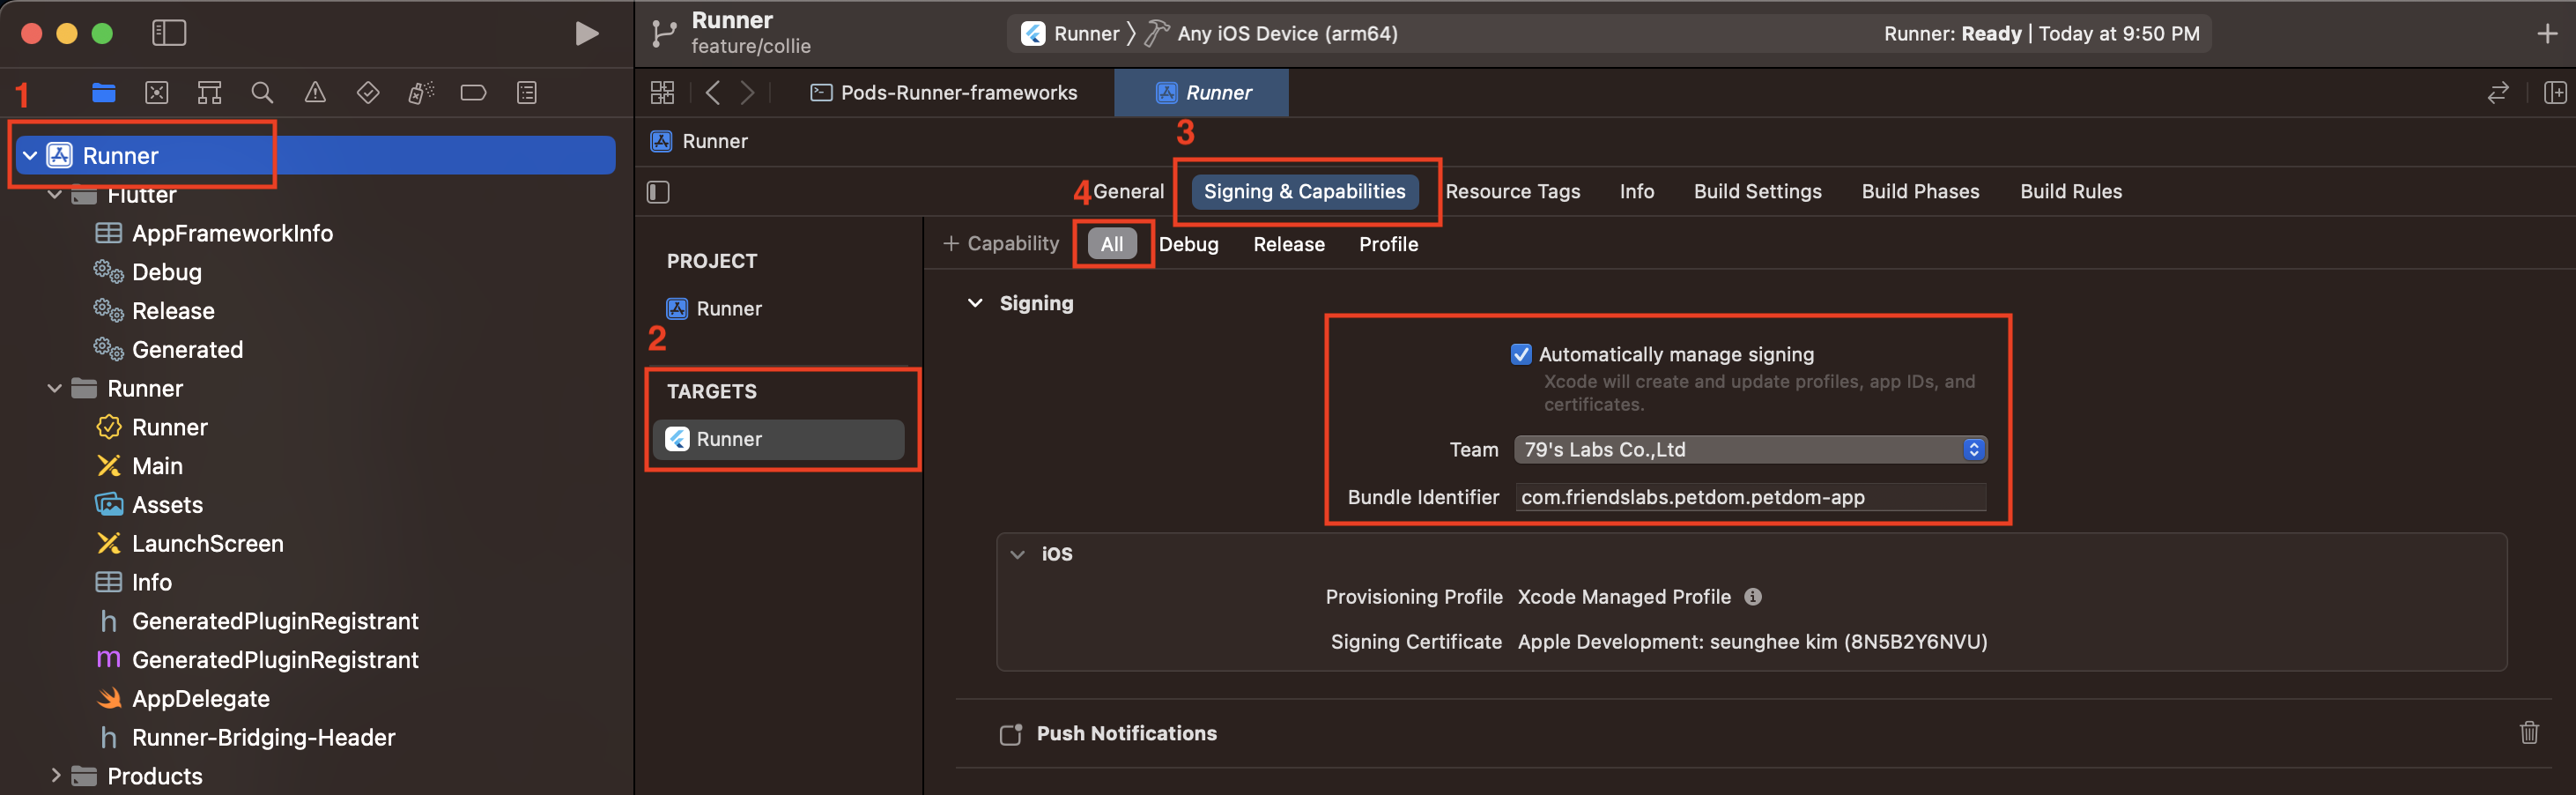 Runner
feature/collie
Runner
Any iOS Device (arm64)
Runner: Ready | Today at 9:50 PM
1
Pods-Runner-frameworks
Runner
Runner
Flutter
AppFrameworkInfo
Debug
Release
Generated
Runner
Runner
Main
Assets
LaunchScreen
Info
h GeneratedPluginRegistrant
m GeneratedPluginRegistrant
AppDelegate
h Runner-Bridging-Header
Products
Runner
3
4
General Signing & Capabilities Resource Tags Info Build Settings Build Phases Build Rules
PROJECT
Runner
2
TARGETS
Runner
+ Capability All Debug Release Profile
Signing
Automatically manage signing
Xcode will create and update profiles, app IDs, and
certificates.
Team 79's Labs Co.,Ltd
Bundle Identifier com.friendslabs.petdom.petdom-app
iOS
Provisioning Profile Xcode Managed Profile
Signing Certificate Apple Development: seunghee kim (8N5B2Y6NVU)
Push Notifications